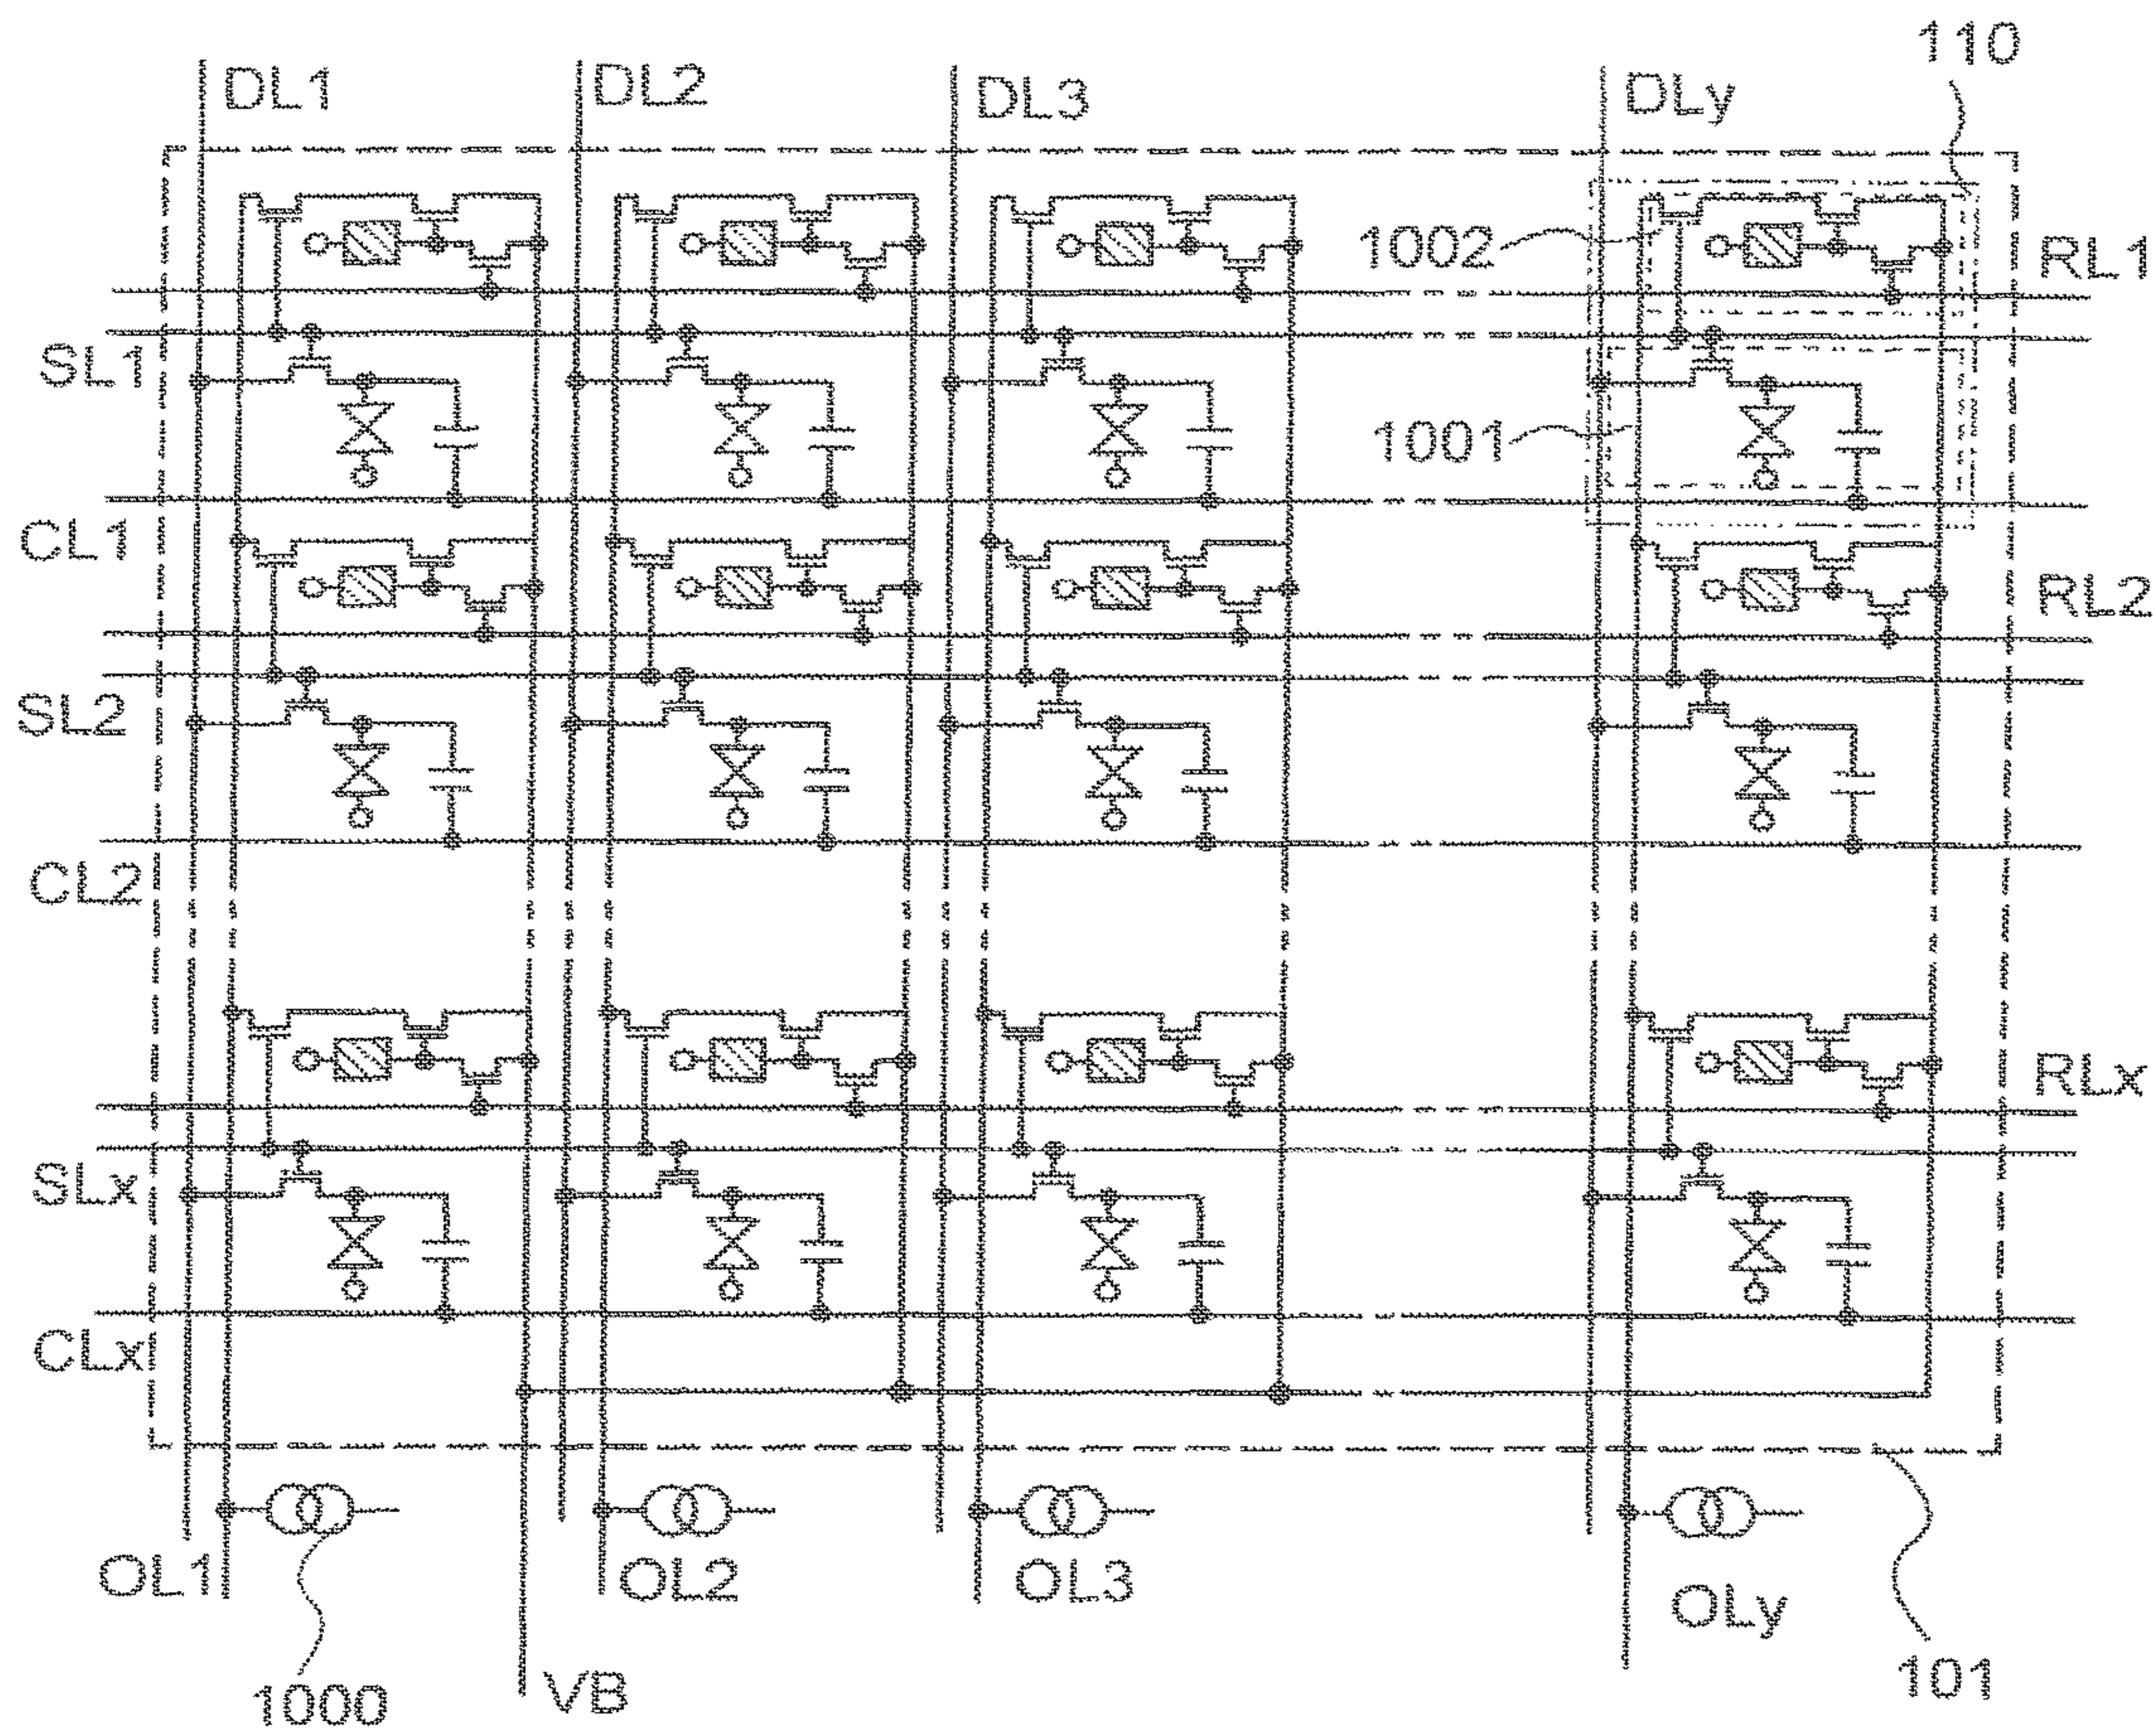 110
DL1 DL2 DL3 DLy
1002
RL1
SL1
1001
CL1
RL2
SL2
CL2
RLx
SLx
CLx
OL1 OL2 OL3 OLy
1000
VB
101